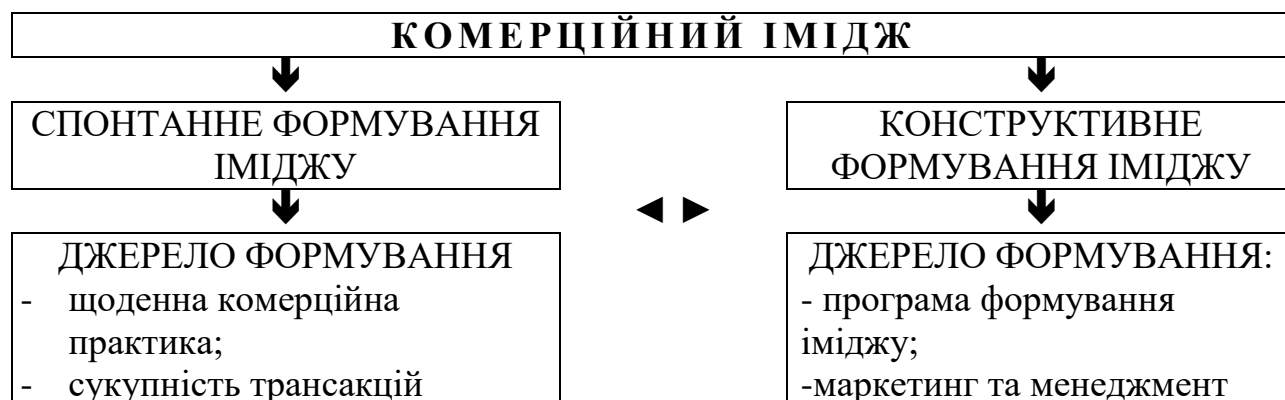 КОМЕРЦІЙНИЙ ІМІДЖ
СПОНТАННЕ ФОРМУВАННЯ
ІМІДЖУ
КОНСТРУКТИВНЕ
ФОРМУВАННЯ ІМІДЖУ
ДЖЕРЕЛО ФОРМУВАННЯ
- щоденна комерційна
практика;
- сукупність трансакцій
ДЖЕРЕЛО ФОРМУВАННЯ:
- програма формування
іміджу;
-маркетинг та менеджмент